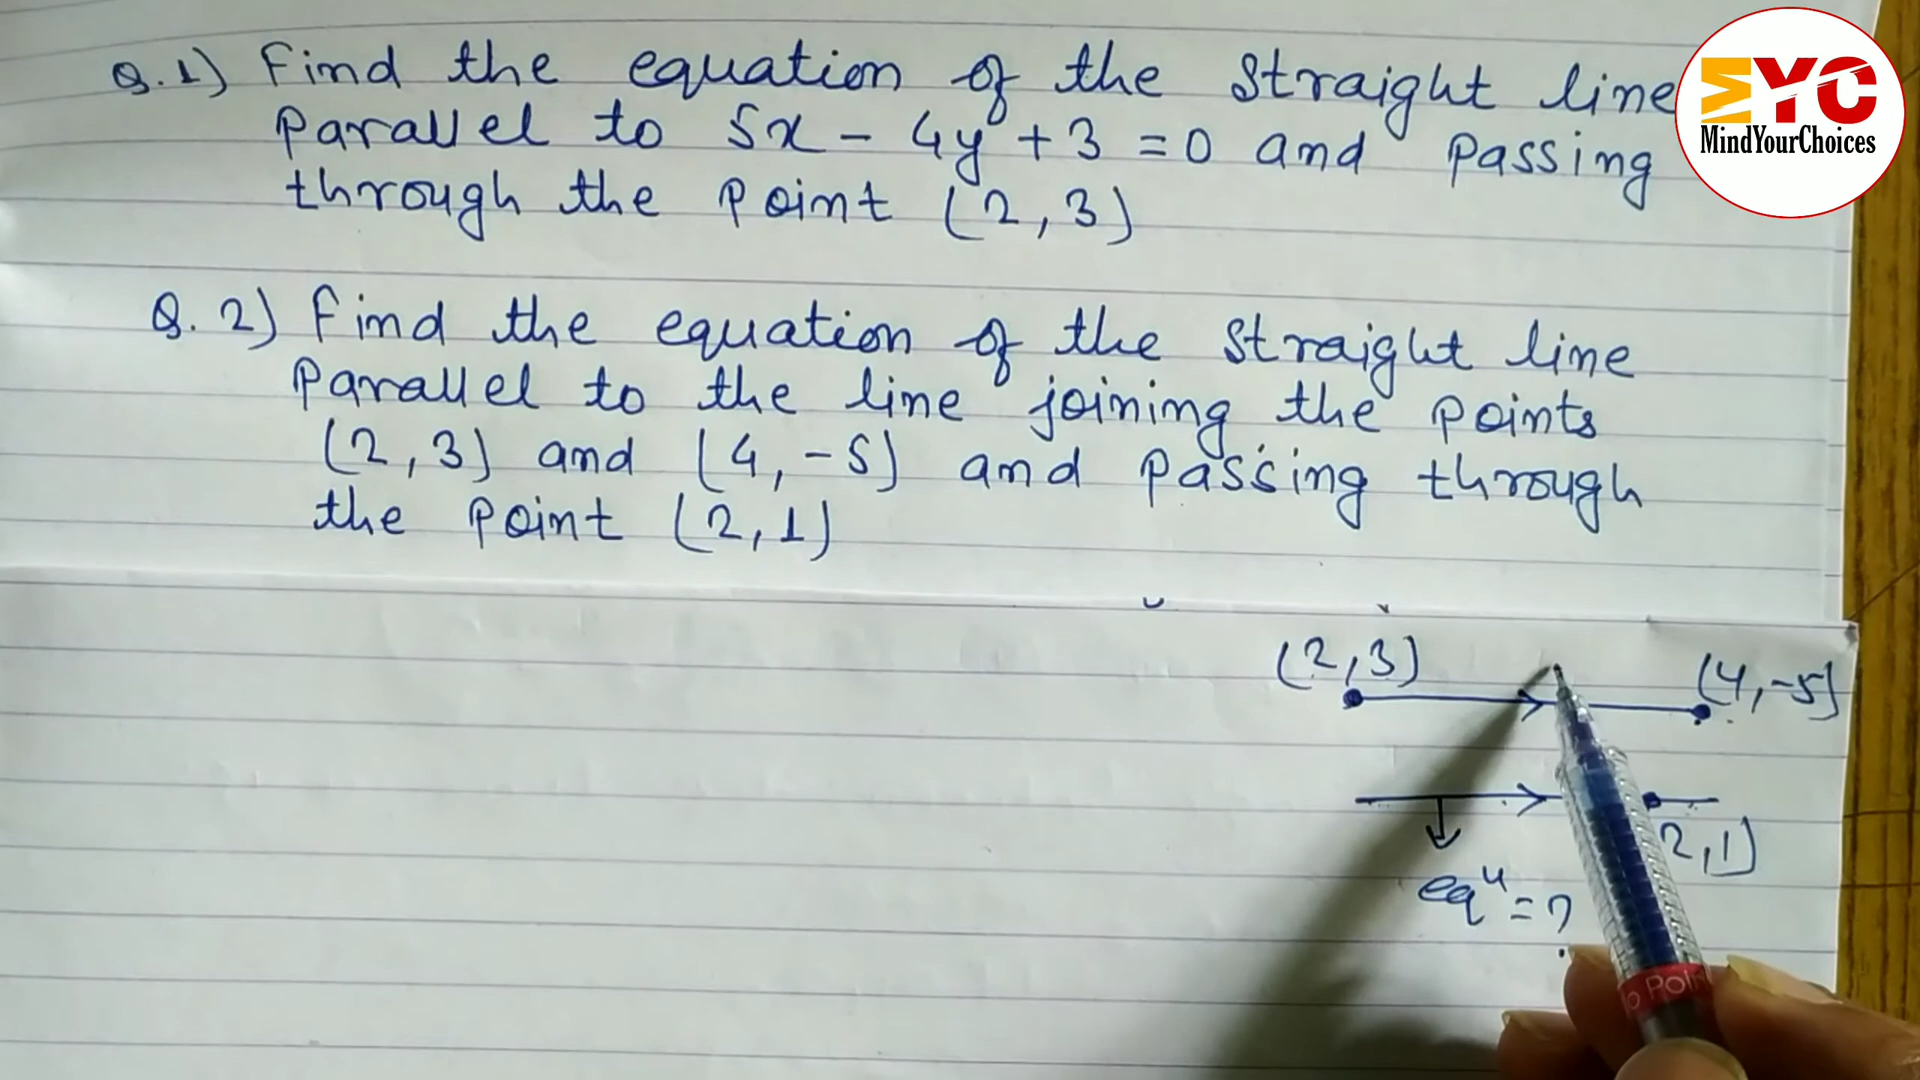 Q.1) Find the equation of the straight line
parallel to 5x - 4y + 3 = 0 and passing
through the point (2,3)
MYC
MindYourChoices
Q. 2) Find the equation of the straight line
parallel to the line joining the points
(2,3) and (4,-5) and passing through
the point (2,1)
(2,3)
(4,-5)
2,1)
eqⁿ = ?
o Poin